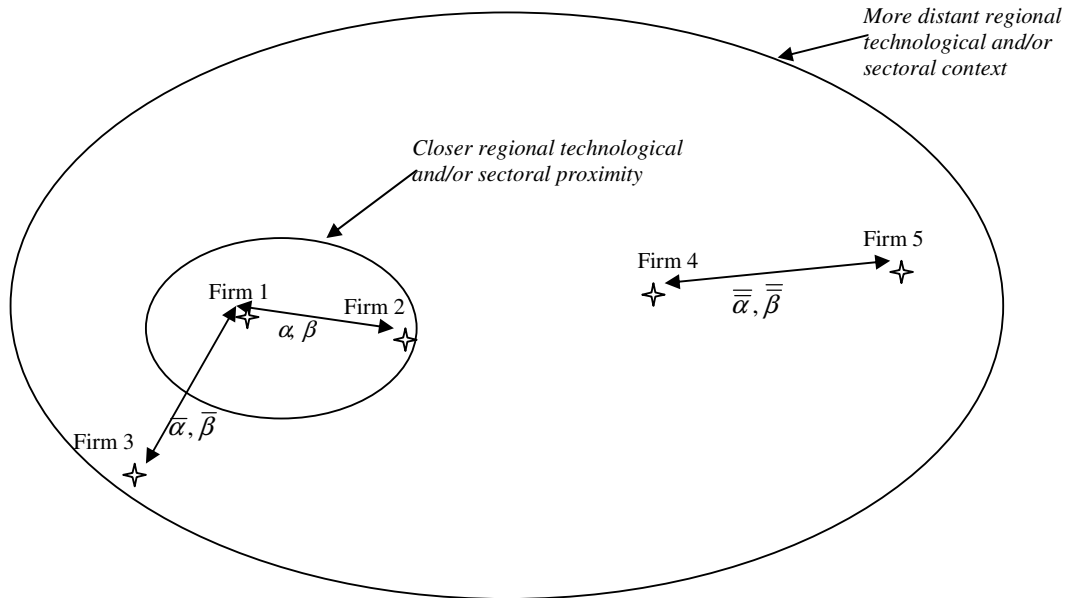 More distant regional
technological and/or
sectoral context
Closer regional technological
and/or sectoral proximity
Firm 5
Firm 4
α̿, β̿
Firm 1
Firm 2
α, β
ᾱ, β̄
Firm 3